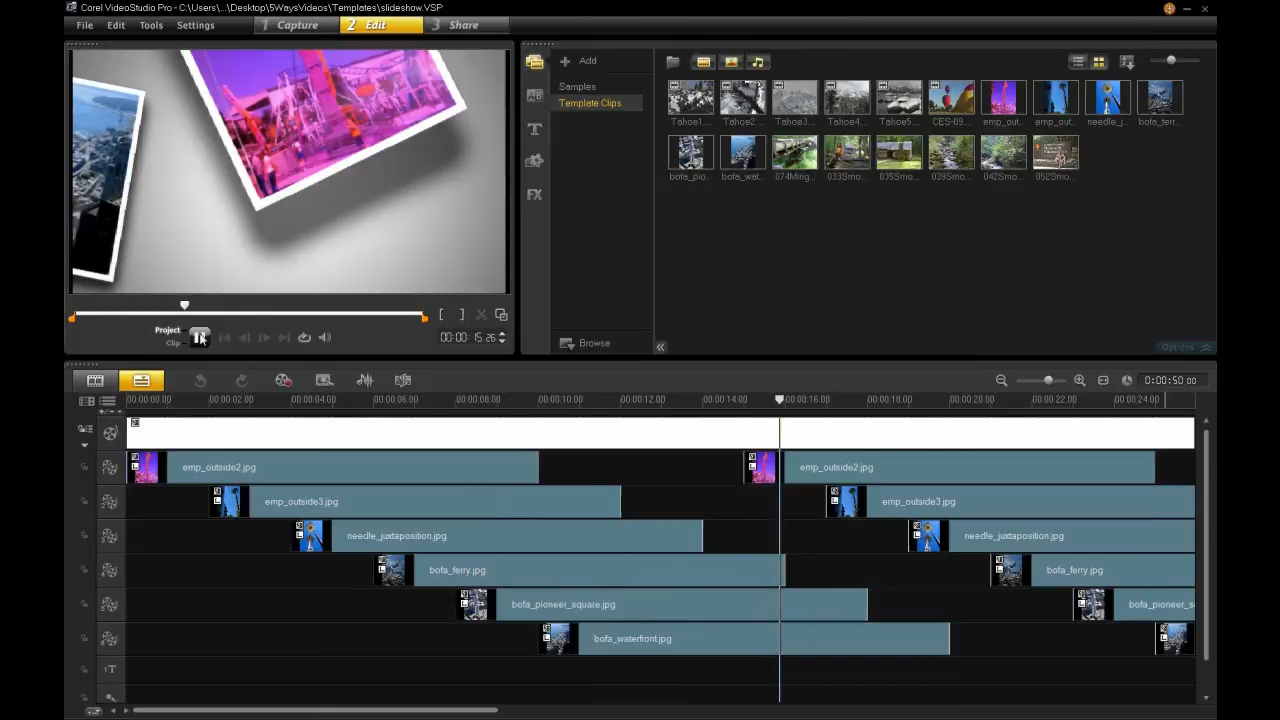 Corel VideoStudio Pro - C:\Users\...\Desktop\5WaysVideos\Templates\slideshow.VSP
File Edit Tools Settings 1 Capture 2 Edit 3 Share
Add
Samples
Template Clips
Tahoe1... Tahoe2... Tahoe3... Tahoe4... Tahoe5... CES-09... emp_out... emp_out... needle_j... bofa_ferr...
bofa_pio... bofa_wat... 074Ming... 033Smo... 035Smo... 039Smo... 042Smo... 052Smo...
Project
Clip
[ ]
00:00:15.26
Browse
Options
0:00:50.00
00:00:00.00 00:00:02.00 00:00:04.00 00:00:06.00 00:00:08.00 00:00:10.00 00:00:12.00 00:00:14.00 00:00:16.00 00:00:18.00 00:00:20.00 00:00:22.00 00:00:24.00
emp_outside2.jpg emp_outside2.jpg
emp_outside3.jpg emp_outside3.jpg
needle_juxtaposition.jpg needle_juxtaposition.jpg
bofa_ferry.jpg bofa_ferry.jpg
bofa_pioneer_square.jpg bofa_pioneer_s
bofa_waterfront.jpg